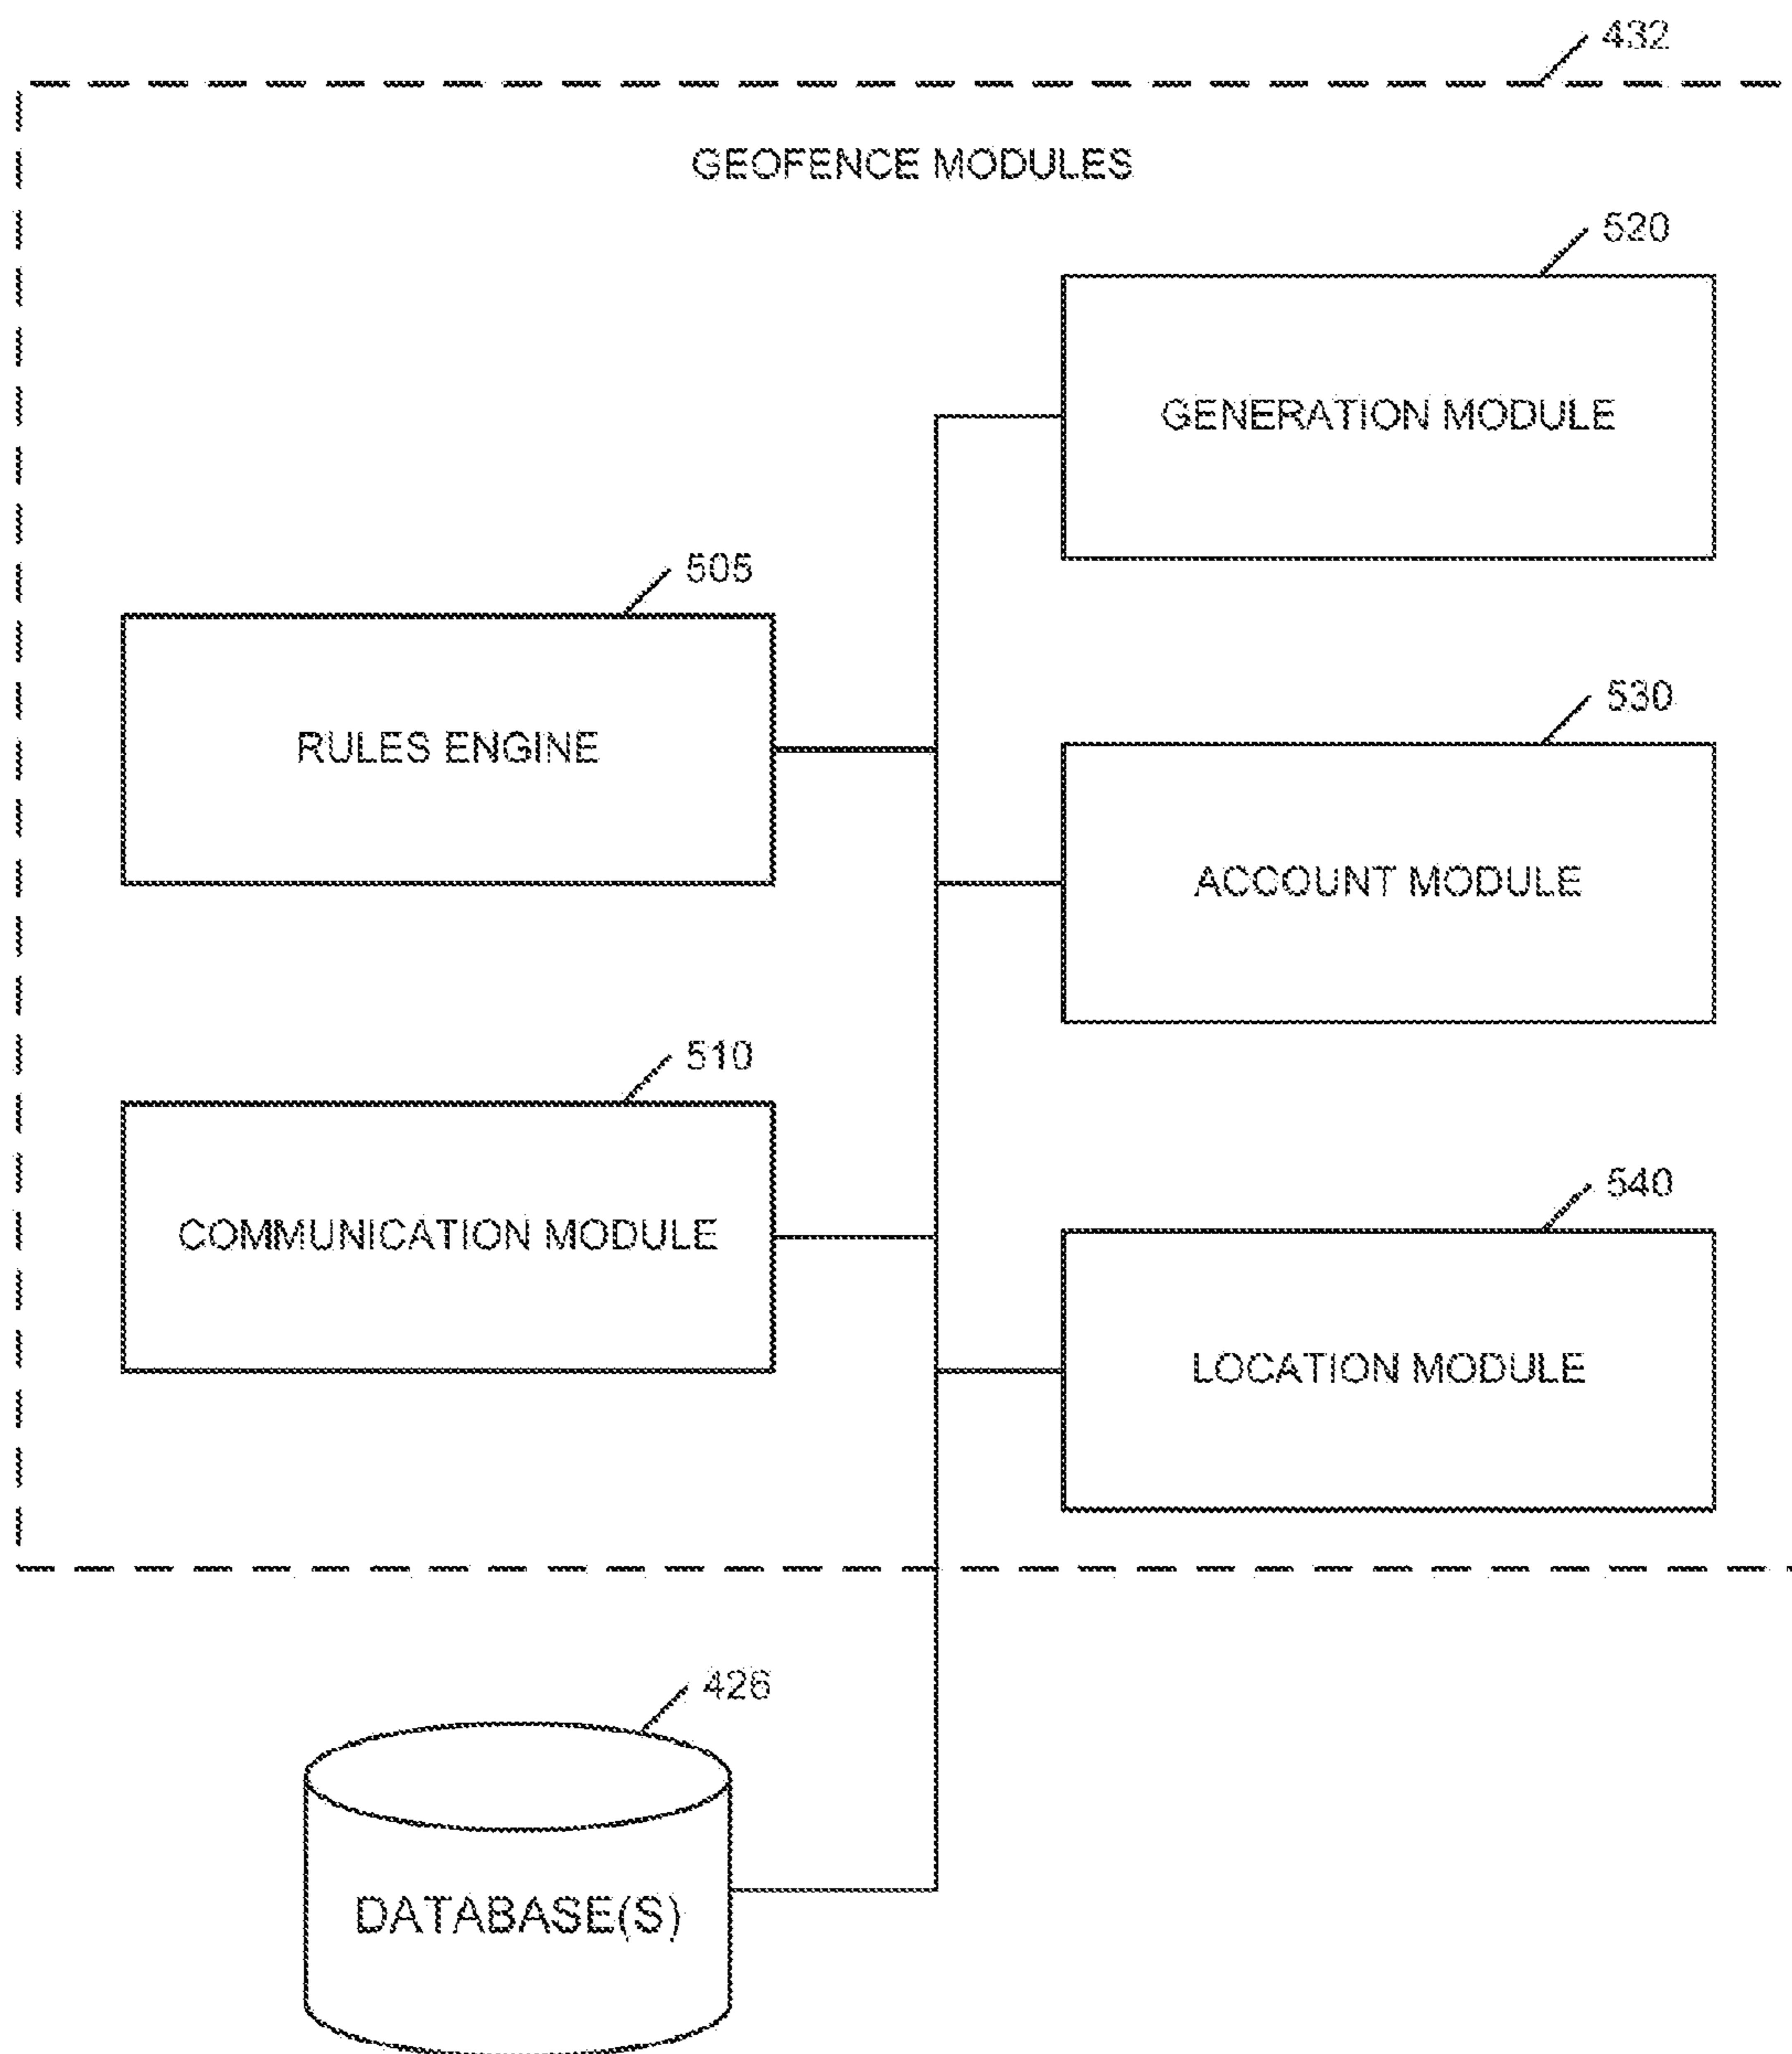 432
GEOFENCE MODULES
520
GENERATION MODULE
505
RULES ENGINE
530
ACCOUNT MODULE
510
COMMUNICATION MODULE
540
LOCATION MODULE
426
DATABASE(S)